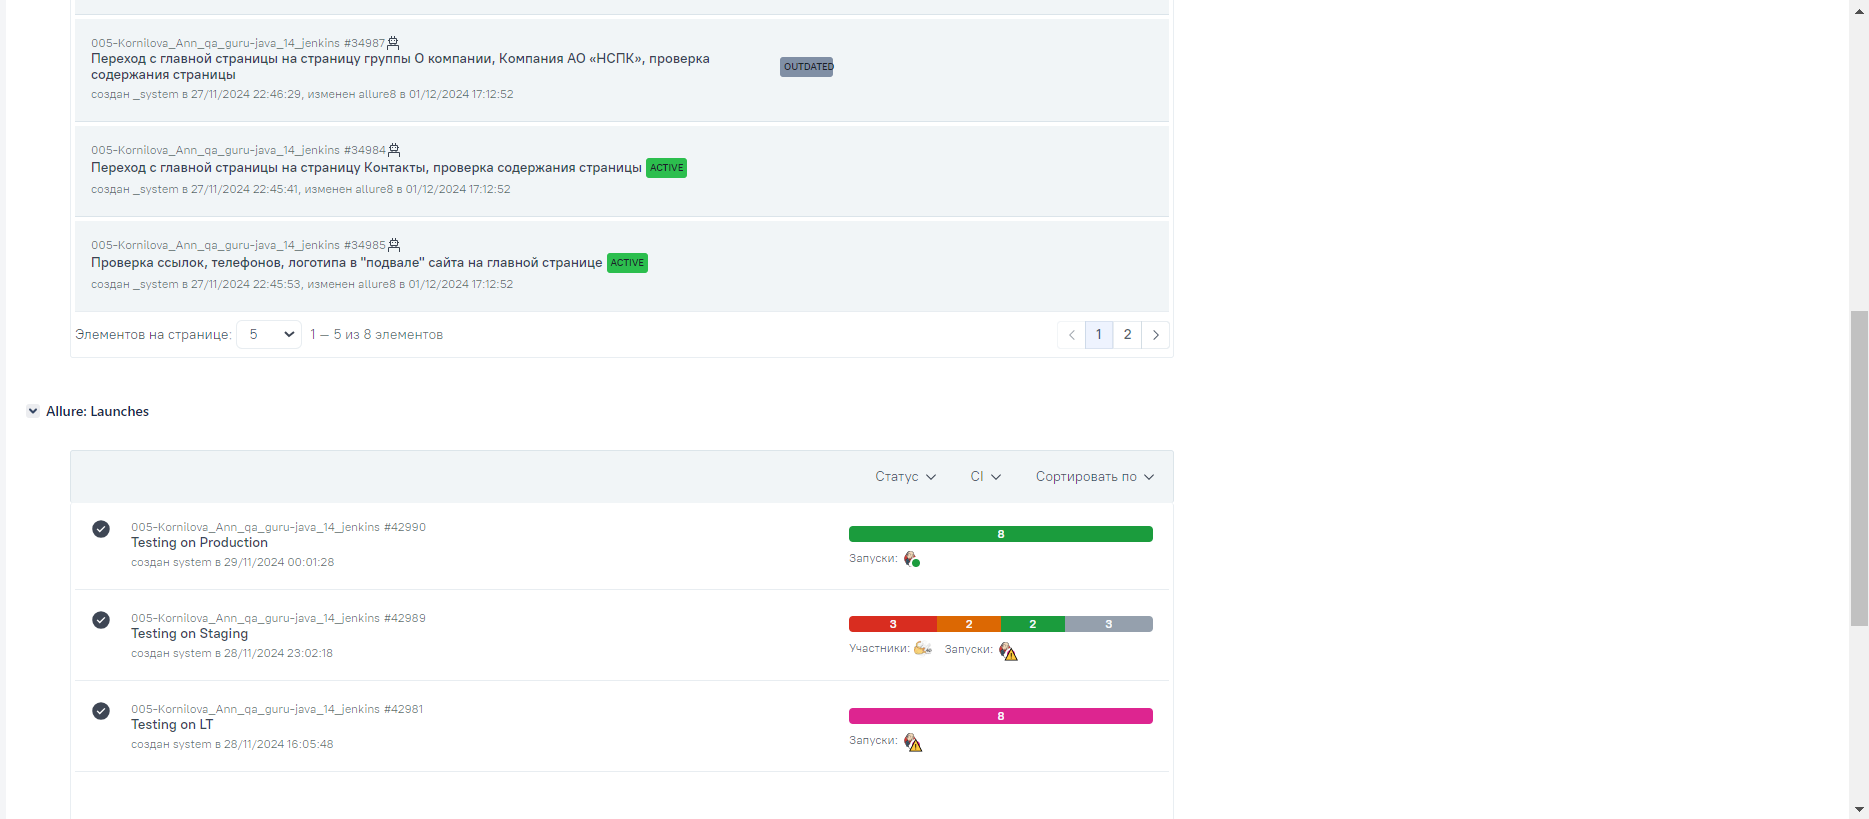 005-Kornilova_Ann_qa_guru-java_14_jenkins #34987
Переход с главной страницы на страницу группы О компании, Компания АО «НСПК», проверка
содержания страницы
OUTDATED
создан _system в 27/11/2024 22:46:29, изменен allure8 в 01/12/2024 17:12:52
005-Kornilova_Ann_qa_guru-java_14_jenkins #34984
Переход с главной страницы на страницу Контакты, проверка содержания страницы ACTIVE
создан _system в 27/11/2024 22:45:41, изменен allure8 в 01/12/2024 17:12:52
005-Kornilova_Ann_qa_guru-java_14_jenkins #34985
Проверка ссылок, телефонов, логотипа в "подвале" сайта на главной странице ACTIVE
создан _system в 27/11/2024 22:45:53, изменен allure8 в 01/12/2024 17:12:52
Элементов на странице: 5 1 — 5 из 8 элементов 1 2
Allure: Launches
Статус CI Сортировать по
005-Kornilova_Ann_qa_guru-java_14_jenkins #42990
Testing on Production
создан system в 29/11/2024 00:01:28
8
Запуски:
005-Kornilova_Ann_qa_guru-java_14_jenkins #42989
Testing on Staging
создан system в 28/11/2024 23:02:18
3 2 2 3
Участники: Запуски:
005-Kornilova_Ann_qa_guru-java_14_jenkins #42981
Testing on LT
создан system в 28/11/2024 16:05:48
8
Запуски: